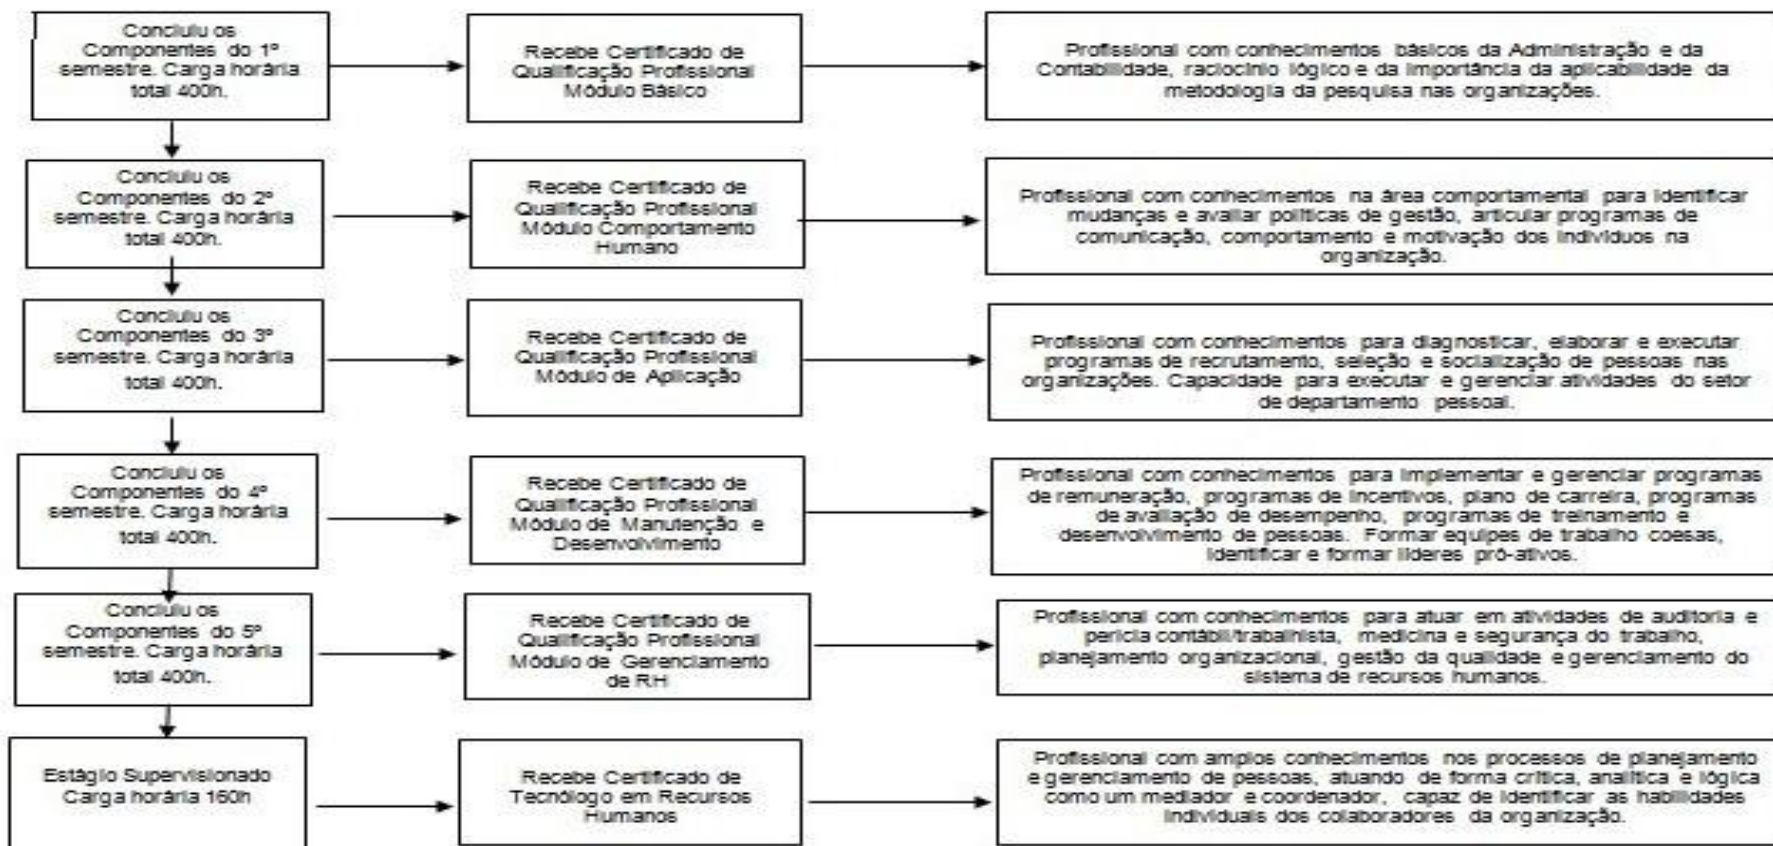 Concluiu os
Componentes do 1º
semestre. Carga horária
total 400h.
Recebe Certificado de
Qualificação Profissional
Módulo Básico
Profissional com conhecimentos básicos da Administração e da
Contabilidade, raciocínio lógico e da importância da aplicabilidade da
metodologia da pesquisa nas organizações.
Concluiu os
Componentes do 2º
semestre. Carga horária
total 400h.
Recebe Certificado de
Qualificação Profissional
Módulo Comportamento
Humano
Profissional com conhecimentos na área comportamental para identificar
mudanças e avaliar políticas de gestão, articular programas de
comunicação, comportamento e motivação dos indivíduos na
organização.
Concluiu os
Componentes do 3º
semestre. Carga horária
total 400h.
Recebe Certificado de
Qualificação Profissional
Módulo de Aplicação
Profissional com conhecimentos para diagnosticar, elaborar e executar
programas de recrutamento, seleção e socialização de pessoas nas
organizações. Capacidade para executar e gerenciar atividades do setor
de departamento pessoal.
Concluiu os
Componentes do 4º
semestre. Carga horária
total 400h.
Recebe Certificado de
Qualificação Profissional
Módulo de Manutenção e
Desenvolvimento
Profissional com conhecimentos para implementar e gerenciar programas
de remuneração, programas de incentivos, plano de carreira, programas
de avaliação de desempenho, programas de treinamento e
desenvolvimento de pessoas. Formar equipes de trabalho coesas,
identificar e formar líderes pró-ativos.
Concluiu os
Componentes do 5º
semestre. Carga horária
total 400h.
Recebe Certificado de
Qualificação Profissional
Módulo de Gerenciamento
de RH
Profissional com conhecimentos para atuar em atividades de auditoria e
perícia contábil/trabalhista, medicina e segurança do trabalho,
planejamento organizacional, gestão da qualidade e gerenciamento do
sistema de recursos humanos.
Estágio Supervisionado
Carga horária 160h
Recebe Certificado de
Tecnólogo em Recursos
Humanos
Profissional com amplos conhecimentos nos processos de planejamento
e gerenciamento de pessoas, atuando de forma crítica, analítica e lógica
como um mediador e coordenador, capaz de identificar as habilidades
individuais dos colaboradores da organização.